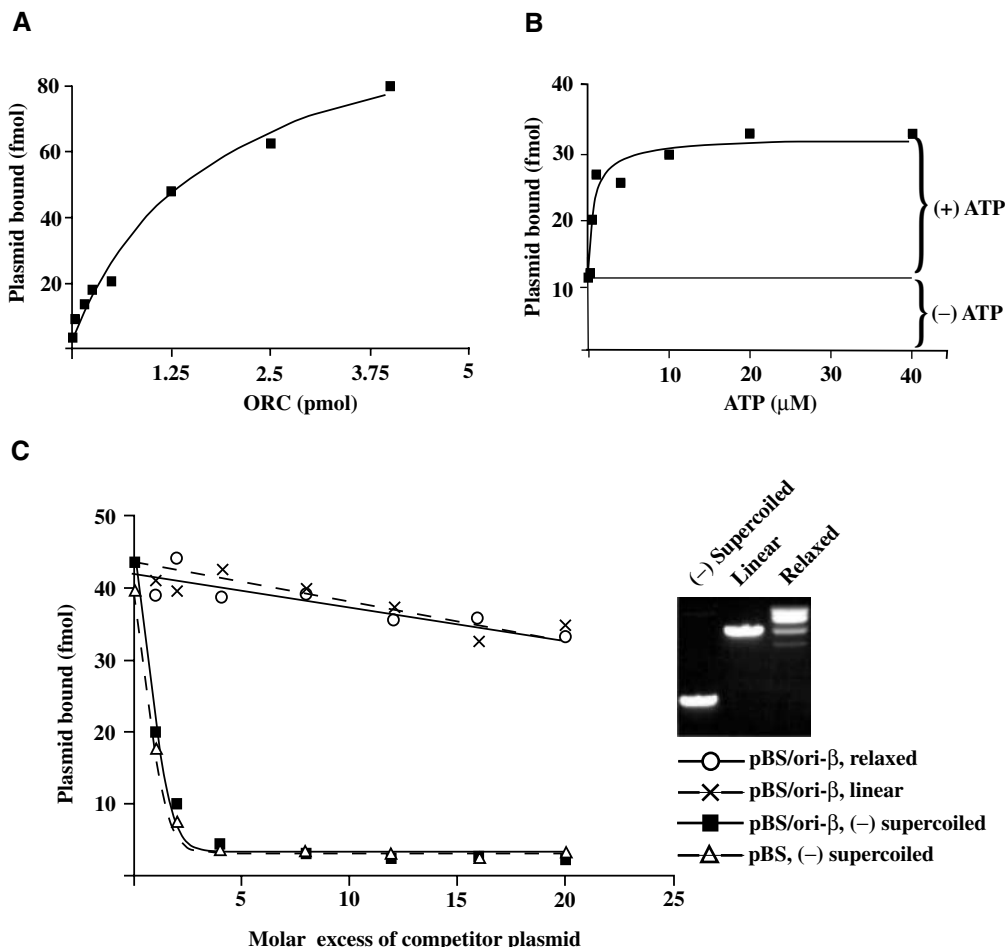 A
Plasmid bound (fmol)
80
60
40
20
1.25
2.5
3.75
5
ORC (pmol)
B
Plasmid bound (fmol)
40
30
20
10
(+) ATP
(−) ATP
10
20
30
40
ATP (μM)
C
Plasmid bound (fmol)
50
40
30
20
10
5
10
15
20
25
Molar excess of competitor plasmid
(−) Supercoiled
Linear
Relaxed
pBS/ori-β, relaxed
pBS/ori-β, linear
pBS/ori-β, (−) supercoiled
pBS, (−) supercoiled